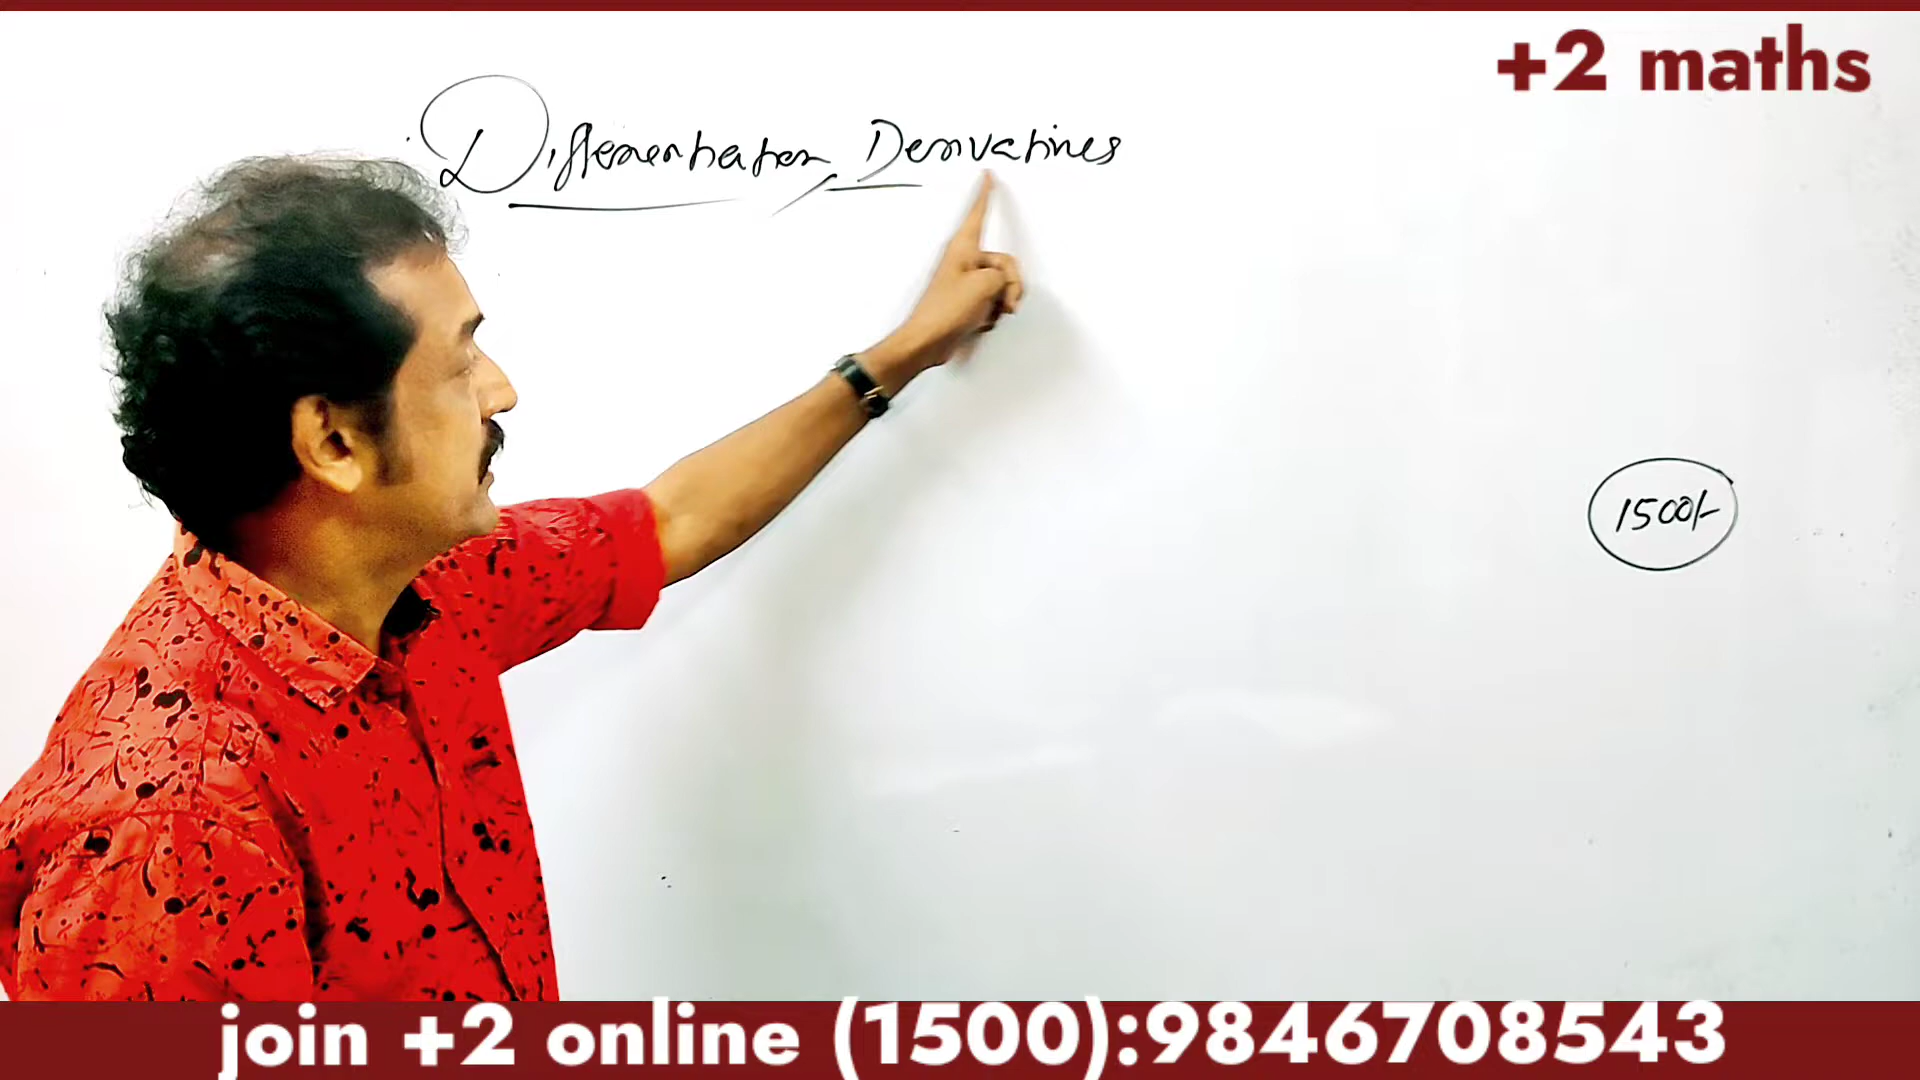 +2 maths
Differentiation, Derivatives
1500/-
join +2 online (1500):9846708543